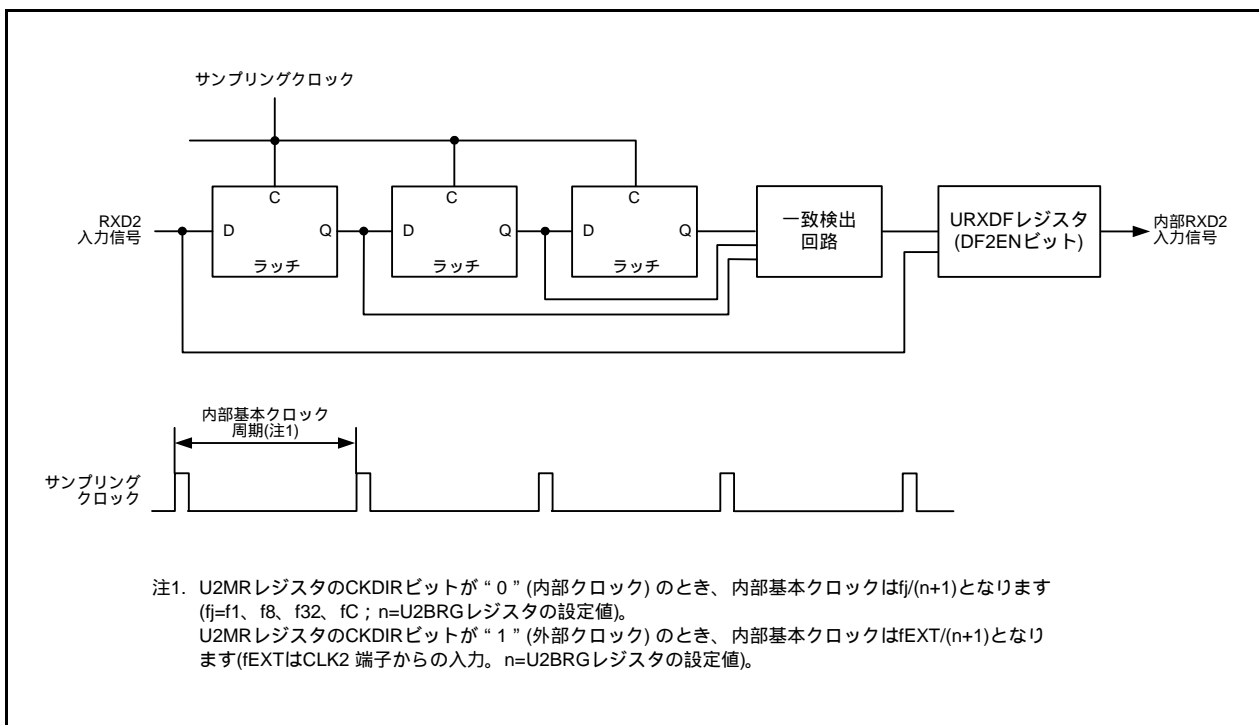 サンプリングクロック
C
C
C
RXD2
入力信号
D
Q
D
Q
D
Q
ラッチ
ラッチ
ラッチ
一致検出
回路
URXDFレジスタ
(DF2ENビット)
内部RXD2
入力信号
内部基本クロック
周期(注1)
サンプリング
クロック
注1. U2MRレジスタのCKDIRビットが“0”(内部クロック) のとき、内部基本クロックはfj/(n+1)となります
(fj=f1、f8、f32、fC ; n=U2BRGレジスタの設定値)。
U2MRレジスタのCKDIRビットが“1”(外部クロック) のとき、内部基本クロックはfEXT/(n+1)となり
ます(fEXTはCLK2 端子からの入力。n=U2BRGレジスタの設定値)。